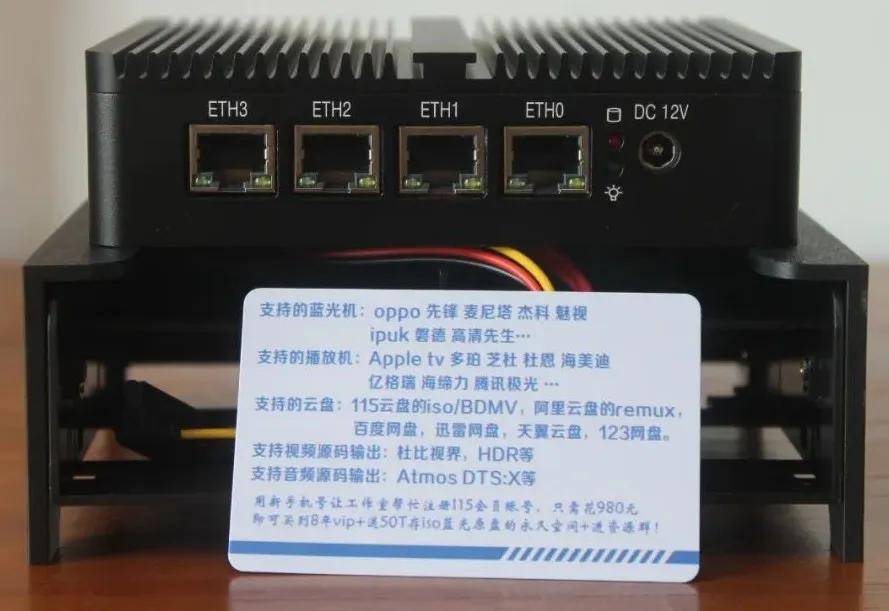 ETH3 ETH2 ETH1 ETH0 DC 12V
支持的蓝光机：oppo 先锋 麦尼塔 杰科 魅视
ipuk 磐德 高清先生…
支持的播放机：Apple tv 多珀 芝杜 杜恩 海美迪
亿格瑞 海缔力 腾讯极光 …
支持的云盘：115云盘的iso/BDMV，阿里云盘的remux，
百度网盘，迅雷网盘，天翼云盘，123网盘。
支持视频源码输出：杜比视界，HDR等
支持音频源码输出：Atmos DTS:X等
用新手机号让工作室帮忙注册115会员账号，只需花980元
即可买到8年vip+送50T存iso蓝光原盘的永久空间+进资源群！